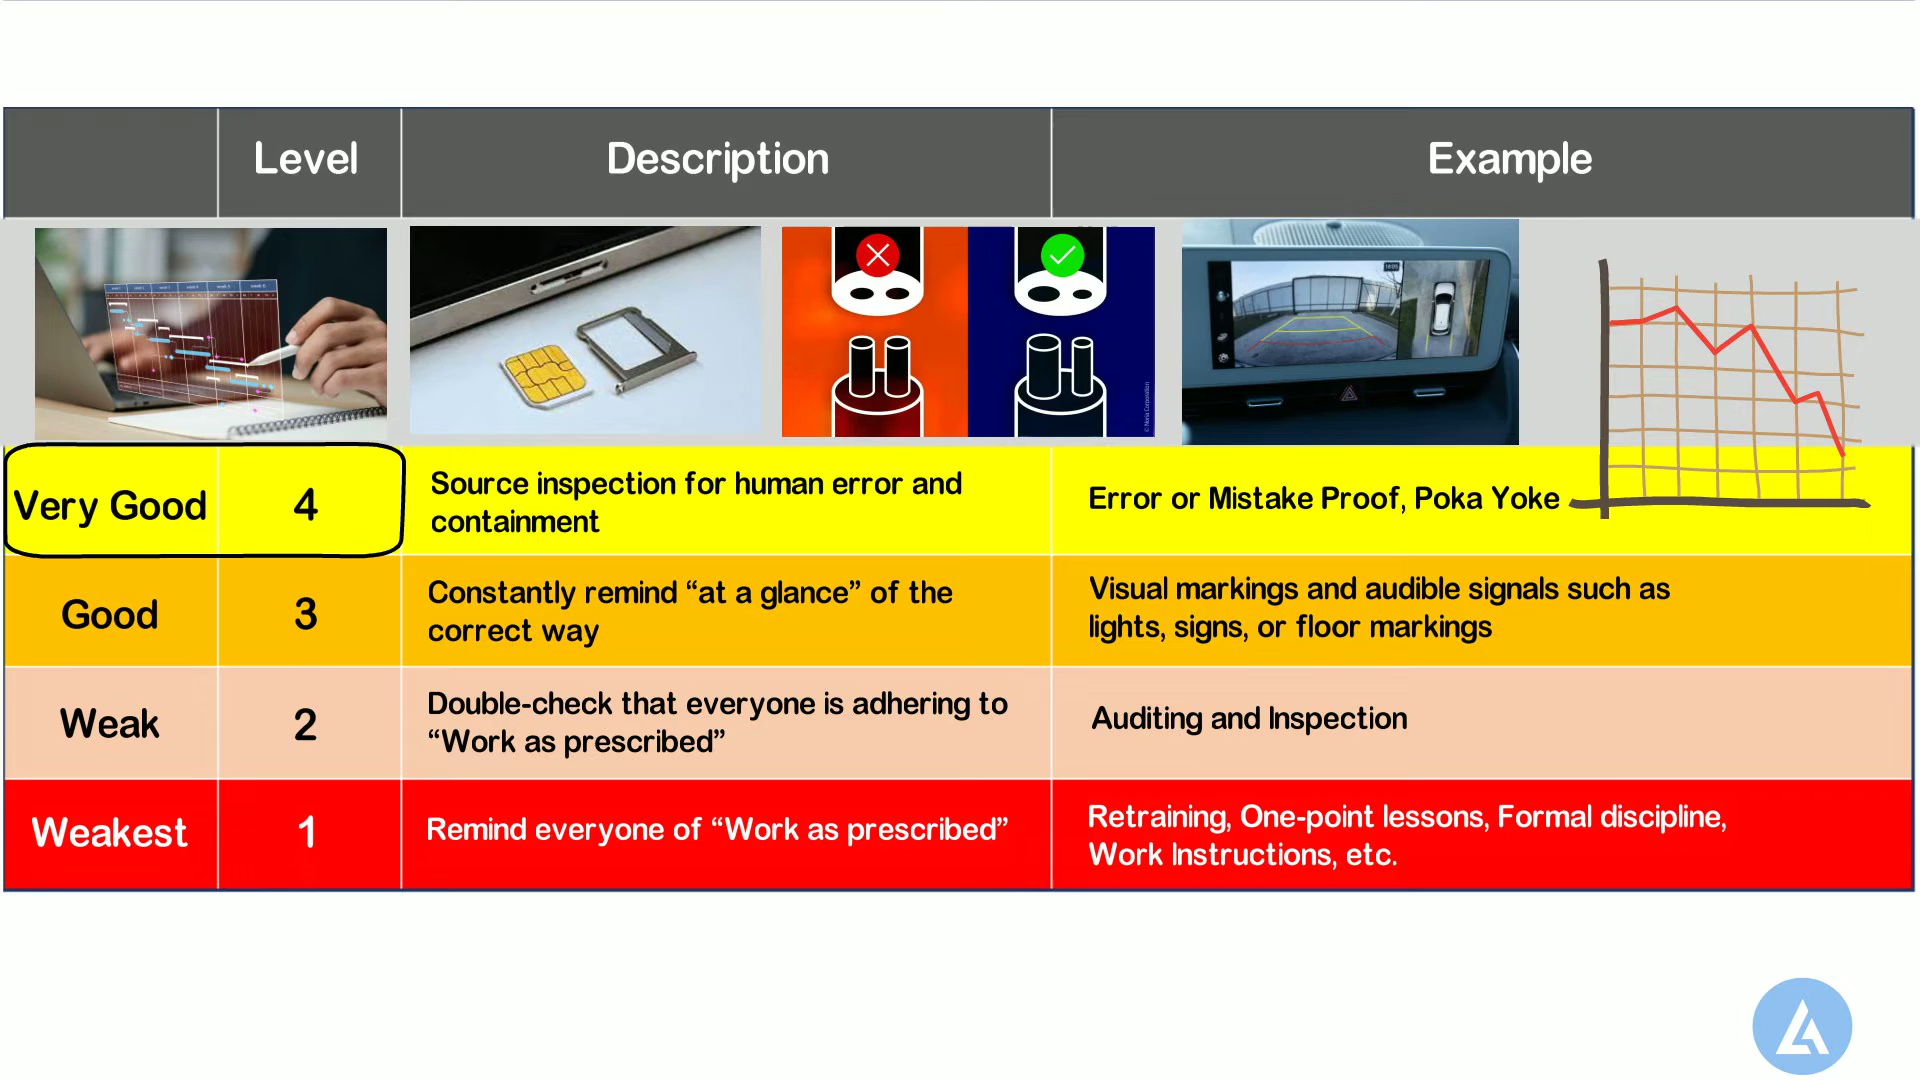 Level
Description
Example
Very Good
4
Source inspection for human error and
containment
Error or Mistake Proof, Poka Yoke
Good
3
Constantly remind “at a glance” of the
correct way
Visual markings and audible signals such as
lights, signs, or floor markings
Weak
2
Double-check that everyone is adhering to
“Work as prescribed”
Auditing and Inspection
Weakest
1
Remind everyone of “Work as prescribed”
Retraining, One-point lessons, Formal discipline,
Work Instructions, etc.